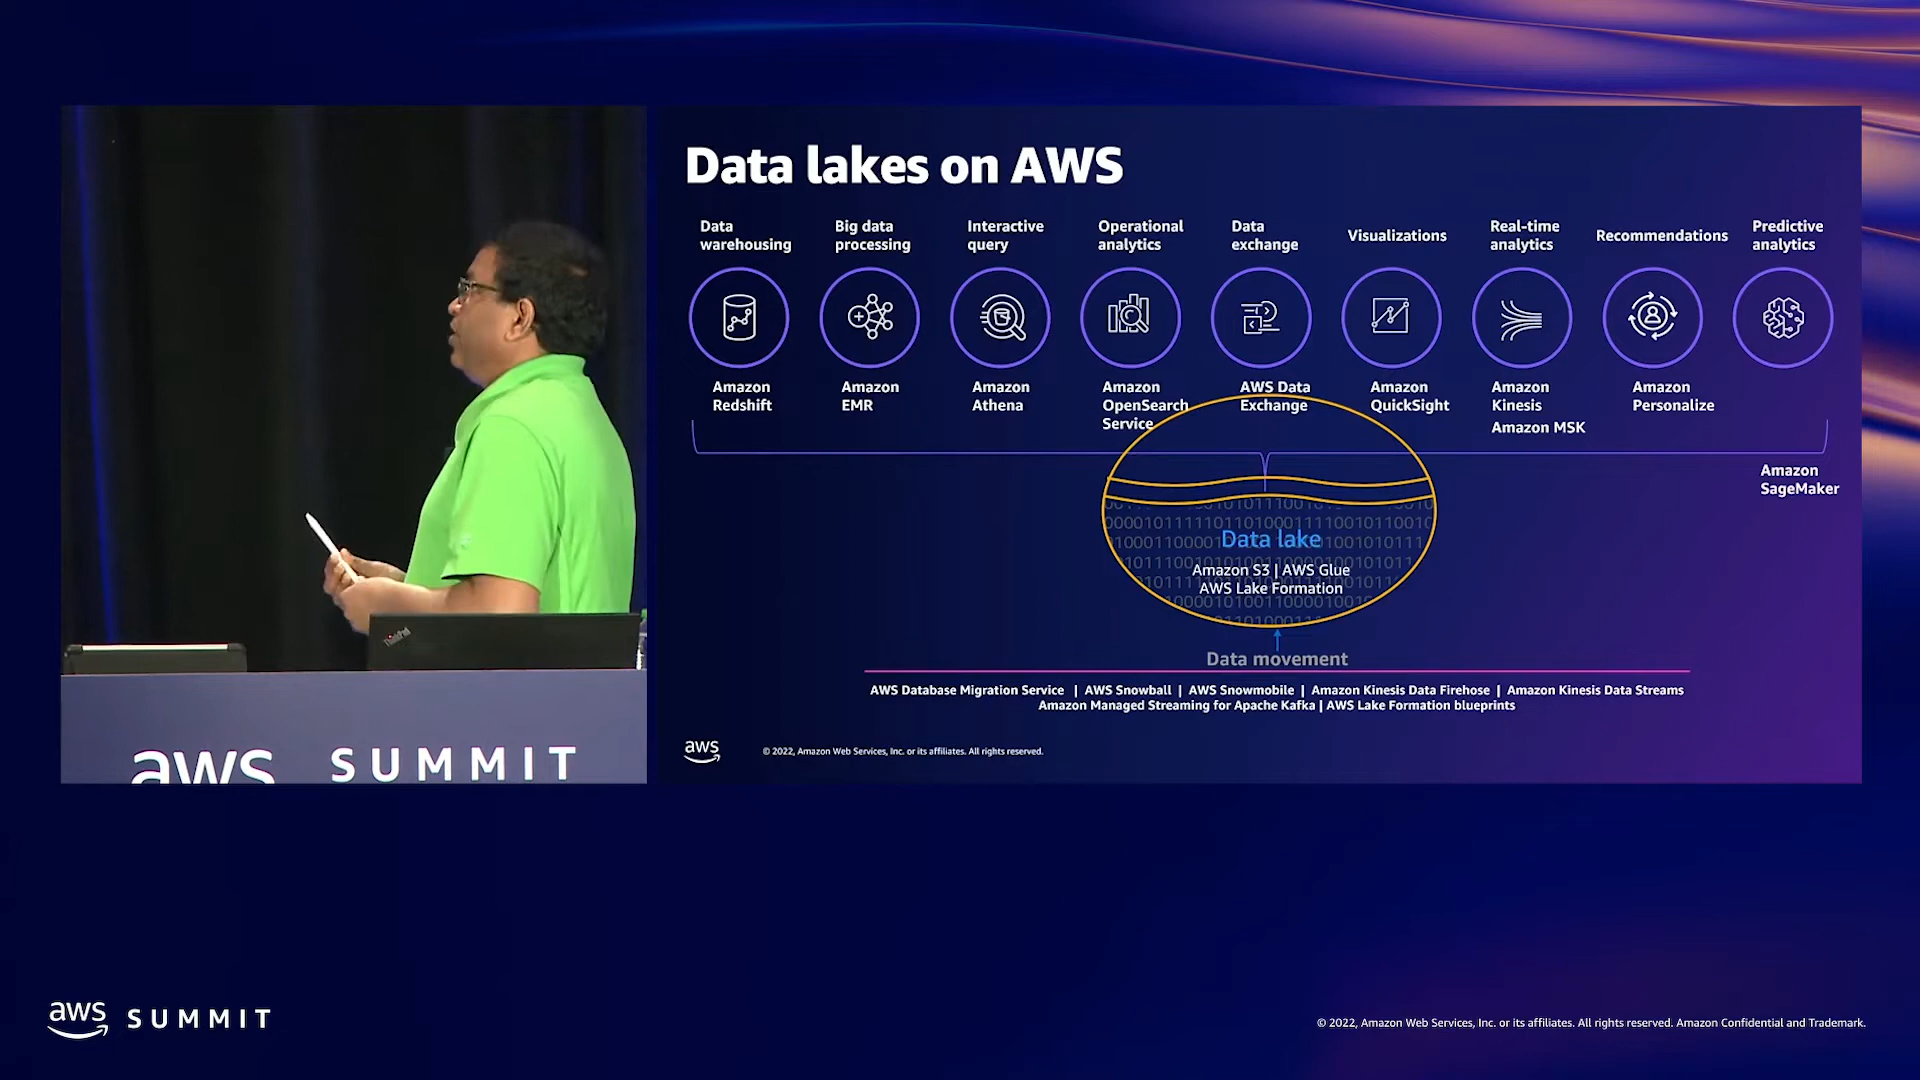 Data lakes on AWS
Data warehousing
Big data processing
Interactive query
Operational analytics
Data exchange
Visualizations
Real-time analytics
Recommendations
Predictive analytics
Amazon Redshift
Amazon EMR
Amazon Athena
Amazon OpenSearch Service
AWS Data Exchange
Amazon QuickSight
Amazon Kinesis
Amazon MSK
Amazon Personalize
Amazon SageMaker
Data lake
Amazon S3 | AWS Glue
AWS Lake Formation
Data movement
AWS Database Migration Service | AWS Snowball | AWS Snowmobile | Amazon Kinesis Data Firehose | Amazon Kinesis Data Streams
Amazon Managed Streaming for Apache Kafka | AWS Lake Formation blueprints
aws
© 2022, Amazon Web Services, Inc. or its affiliates. All rights reserved.
ThinkPad
aws SUMMIT
aws SUMMIT
© 2022, Amazon Web Services, Inc. or its affiliates. All rights reserved. Amazon Confidential and Trademark.